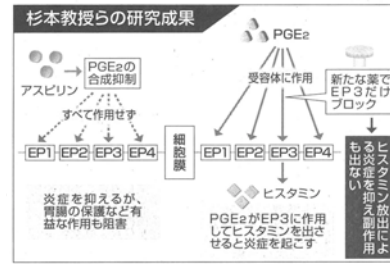 杉本教授らの研究成果
PGE2
PGE2の
合成抑制
アスピリン
すべて作用せず
EP1 EP2 EP3 EP4
炎症を抑えるが、
胃腸の保護など有
益な作用も阻害
細胞膜
受容体に作用
EP1 EP2 EP3 EP4
ヒスタミン
PGE2がEP3に作用
してヒスタミンを出さ
せると炎症を起こす
新たな薬で
EP3だけ
ブロック
ヒスタミン放出によ
る炎症を抑え副作用
も出ない